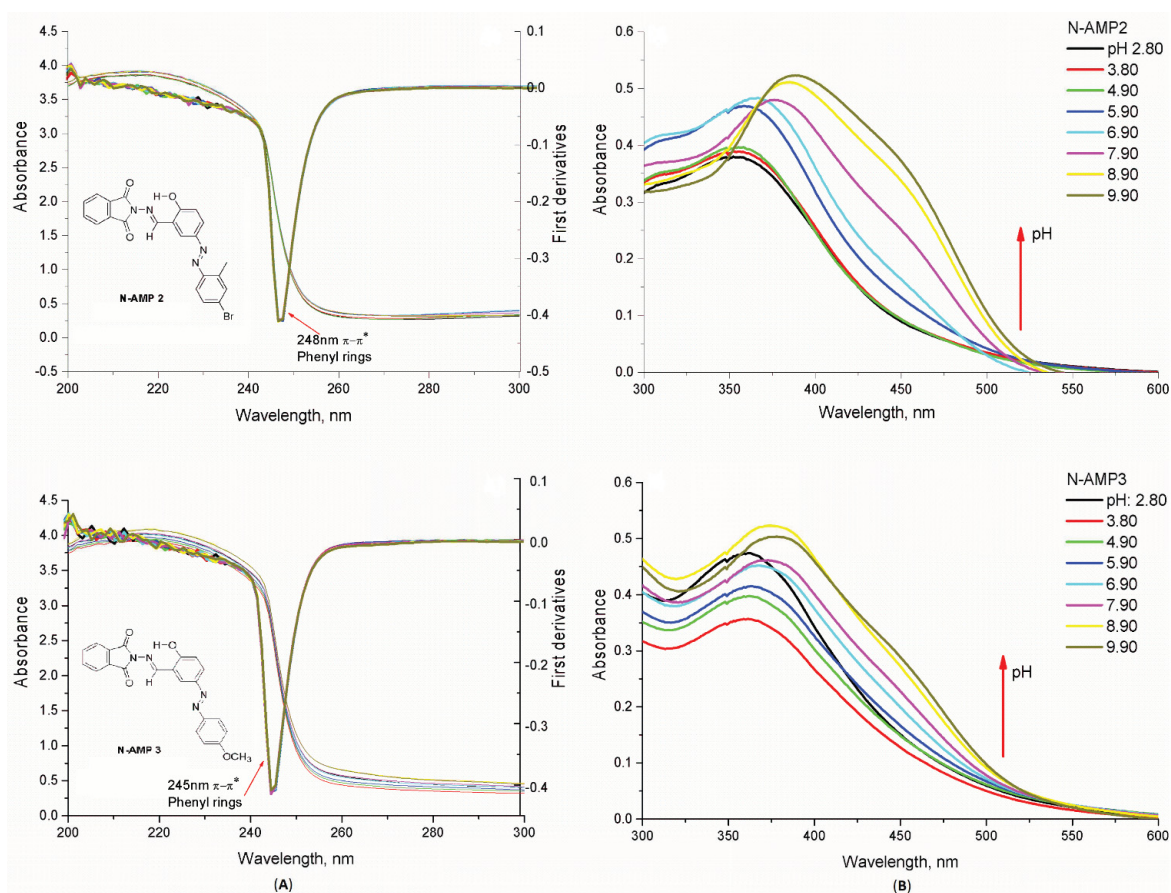 4.5
4.0
3.5
3.0
2.5
2.0
1.5
1.0
0.5
0.0
-0.5
Absorbance
0.1
0.0
-0.1
-0.2
-0.3
-0.4
-0.5
First derivatives
O
H-O
N-N
H
O
N
N
Br
N-AMP 2
248nm π-π*
Phenyl rings
200 220 240 260 280 300
Wavelength, nm
0.6
0.5
0.4
0.3
0.2
0.1
0.0
Absorbance
pH
300 350 400 450 500 550 600
Wavelength, nm
N-AMP2
pH 2.80
3.80
4.90
5.90
6.90
7.90
8.90
9.90
4.5
4.0
3.5
3.0
2.5
2.0
1.5
1.0
0.5
0.0
Absorbance
0.1
0.0
-0.1
-0.2
-0.3
-0.4
First derivatives
O
H-O
N-N
H
O
N
N
OCH3
N-AMP 3
245nm π-π*
Phenyl rings
200 220 240 260 280 300
Wavelength, nm
(A)
0.6
0.5
0.4
0.3
0.2
0.1
0.0
Absorbance
pH
300 350 400 450 500 550 600
Wavelength, nm
(B)
N-AMP3
pH: 2.80
3.80
4.90
5.90
6.90
7.90
8.90
9.90